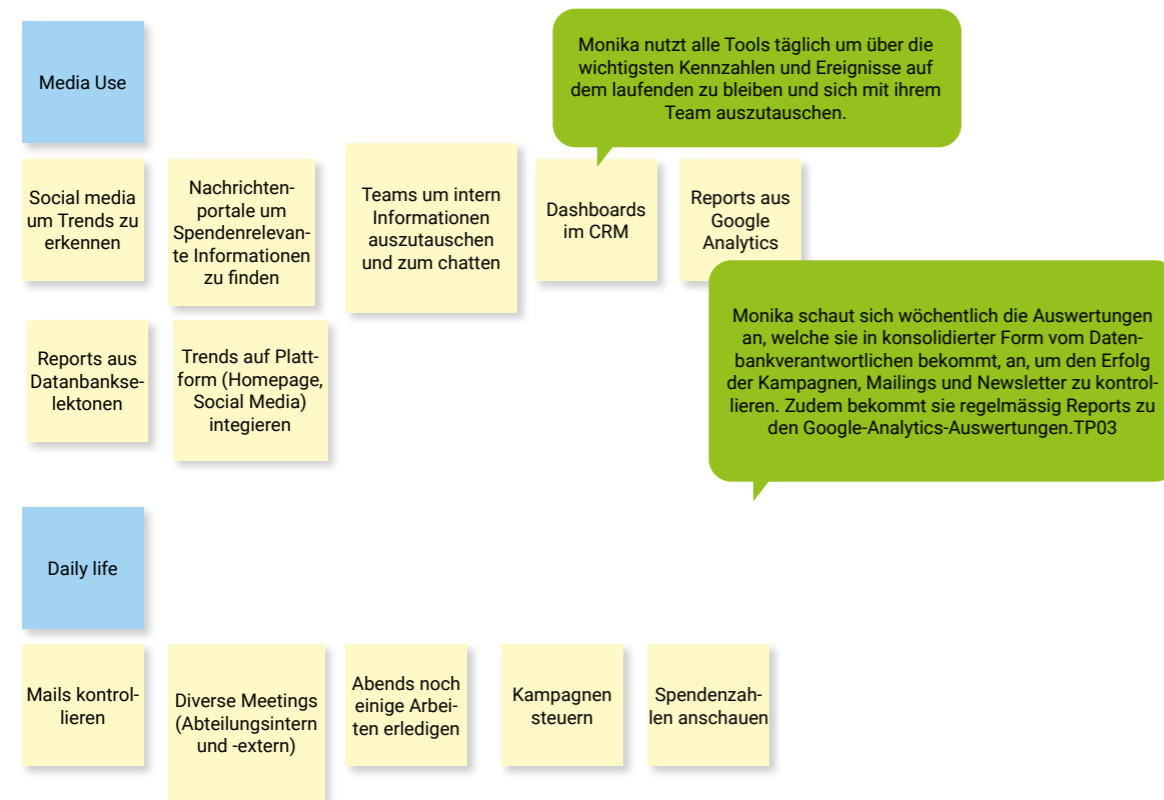 Media Use
Monika nutzt alle Tools täglich um über die
wichtigsten Kennzahlen und Ereignisse auf
dem laufenden zu bleiben und sich mit ihrem
Team auszutauschen.
Social media
um Trends zu
erkennen
Nachrichten-
portale um
Spendenrelevan-
te Informationen
zu finden
Teams um intern
Informationen
auszutauschen
und zum chatten
Dashboards
im CRM
Reports aus
Google
Analytics
Monika schaut sich wöchentlich die Auswertungen
an, welche sie in konsolidierter Form vom Daten-
bankverantwortlichen bekommt, an, um den Erfolg
der Kampagnen, Mailings und Newsletter zu kontrol-
lieren. Zudem bekommt sie regelmässig Reports zu
den Google-Analytics-Auswertungen.TP03
Reports aus
Datanbankse-
lektonen
Trends auf Platt-
form (Homepage,
Social Media)
integieren
Daily life
Mails kontrol-
lieren
Diverse Meetings
(Abteilungsintern
und -extern)
Abends noch
einige Arbei-
ten erledigen
Kampagnen
steuern
Spendenzah-
len anschauen